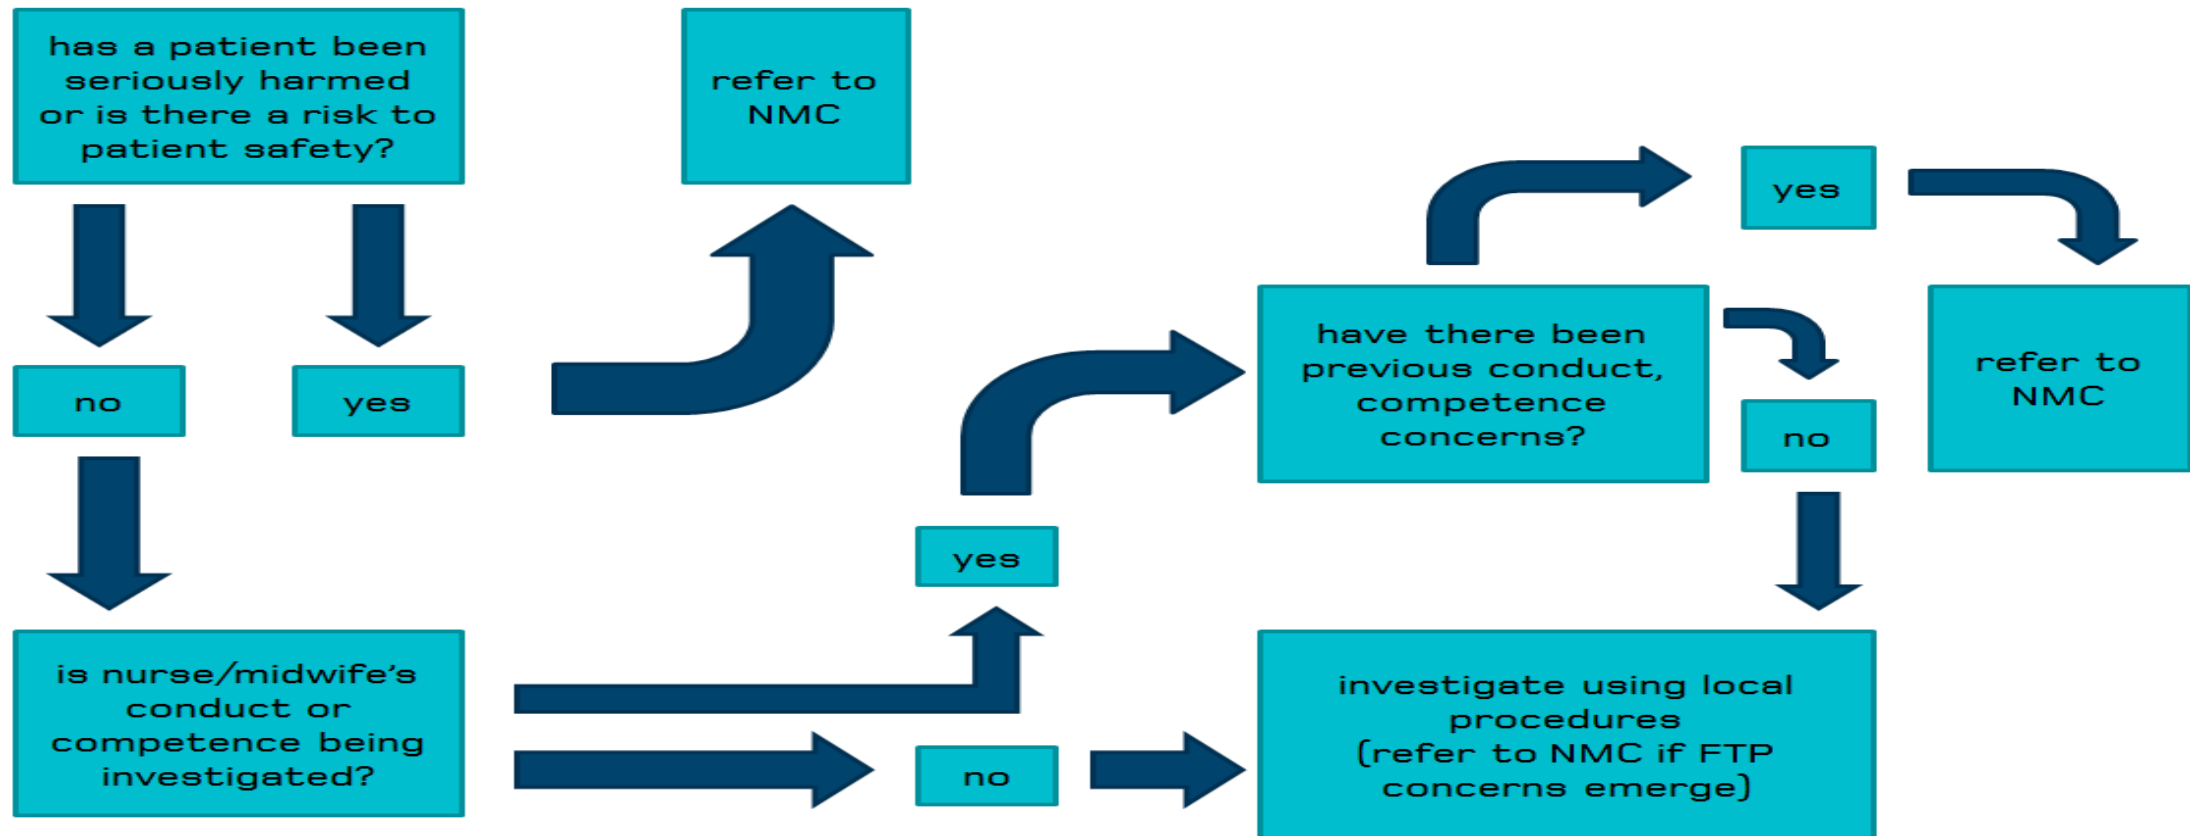 has a patient been
seriously harmed
or is there a risk to
patient safety?
refer to
NMC
no
yes
is nurse/midwife's
conduct or
competence being
investigated?
yes
no
have there been
previous conduct,
competence
concerns?
yes
no
refer to
NMC
investigate using local
procedures
(refer to NMC if FTP
concerns emerge)